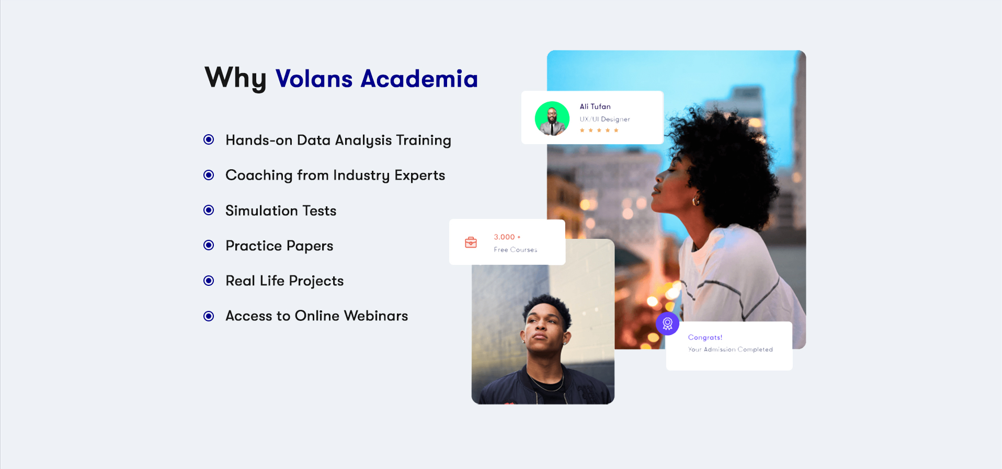 Why Volans Academia
Hands-on Data Analysis Training
Coaching from Industry Experts
Simulation Tests
Practice Papers
Real Life Projects
Access to Online Webinars
Ali Tufan
UX/UI Designer
3.000 +
Free Courses
Congrats!
Your Admission Completed